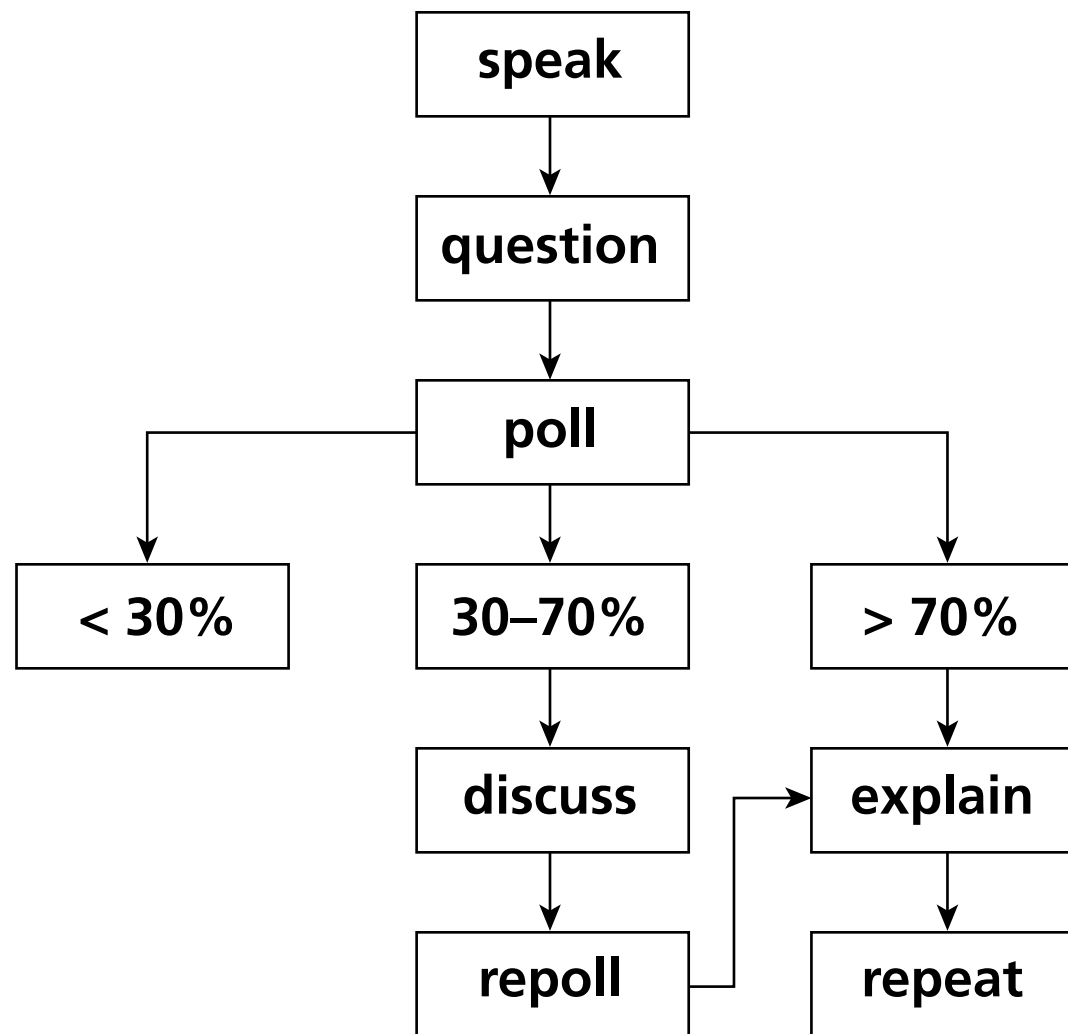 speak
question
poll
< 30%
30–70%
> 70%
discuss
explain
repoll
repeat